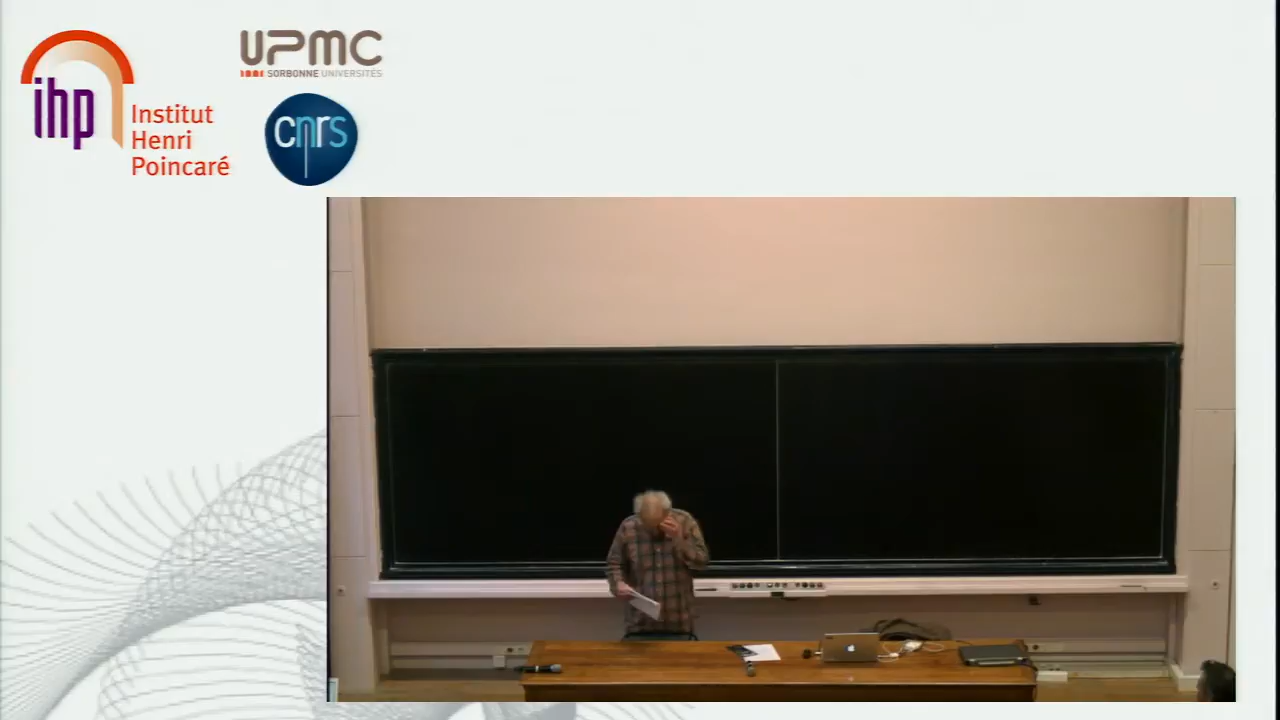 ihp
Institut
Henri
Poincaré
UPMC
SORBONNE UNIVERSITÉS
cnrs